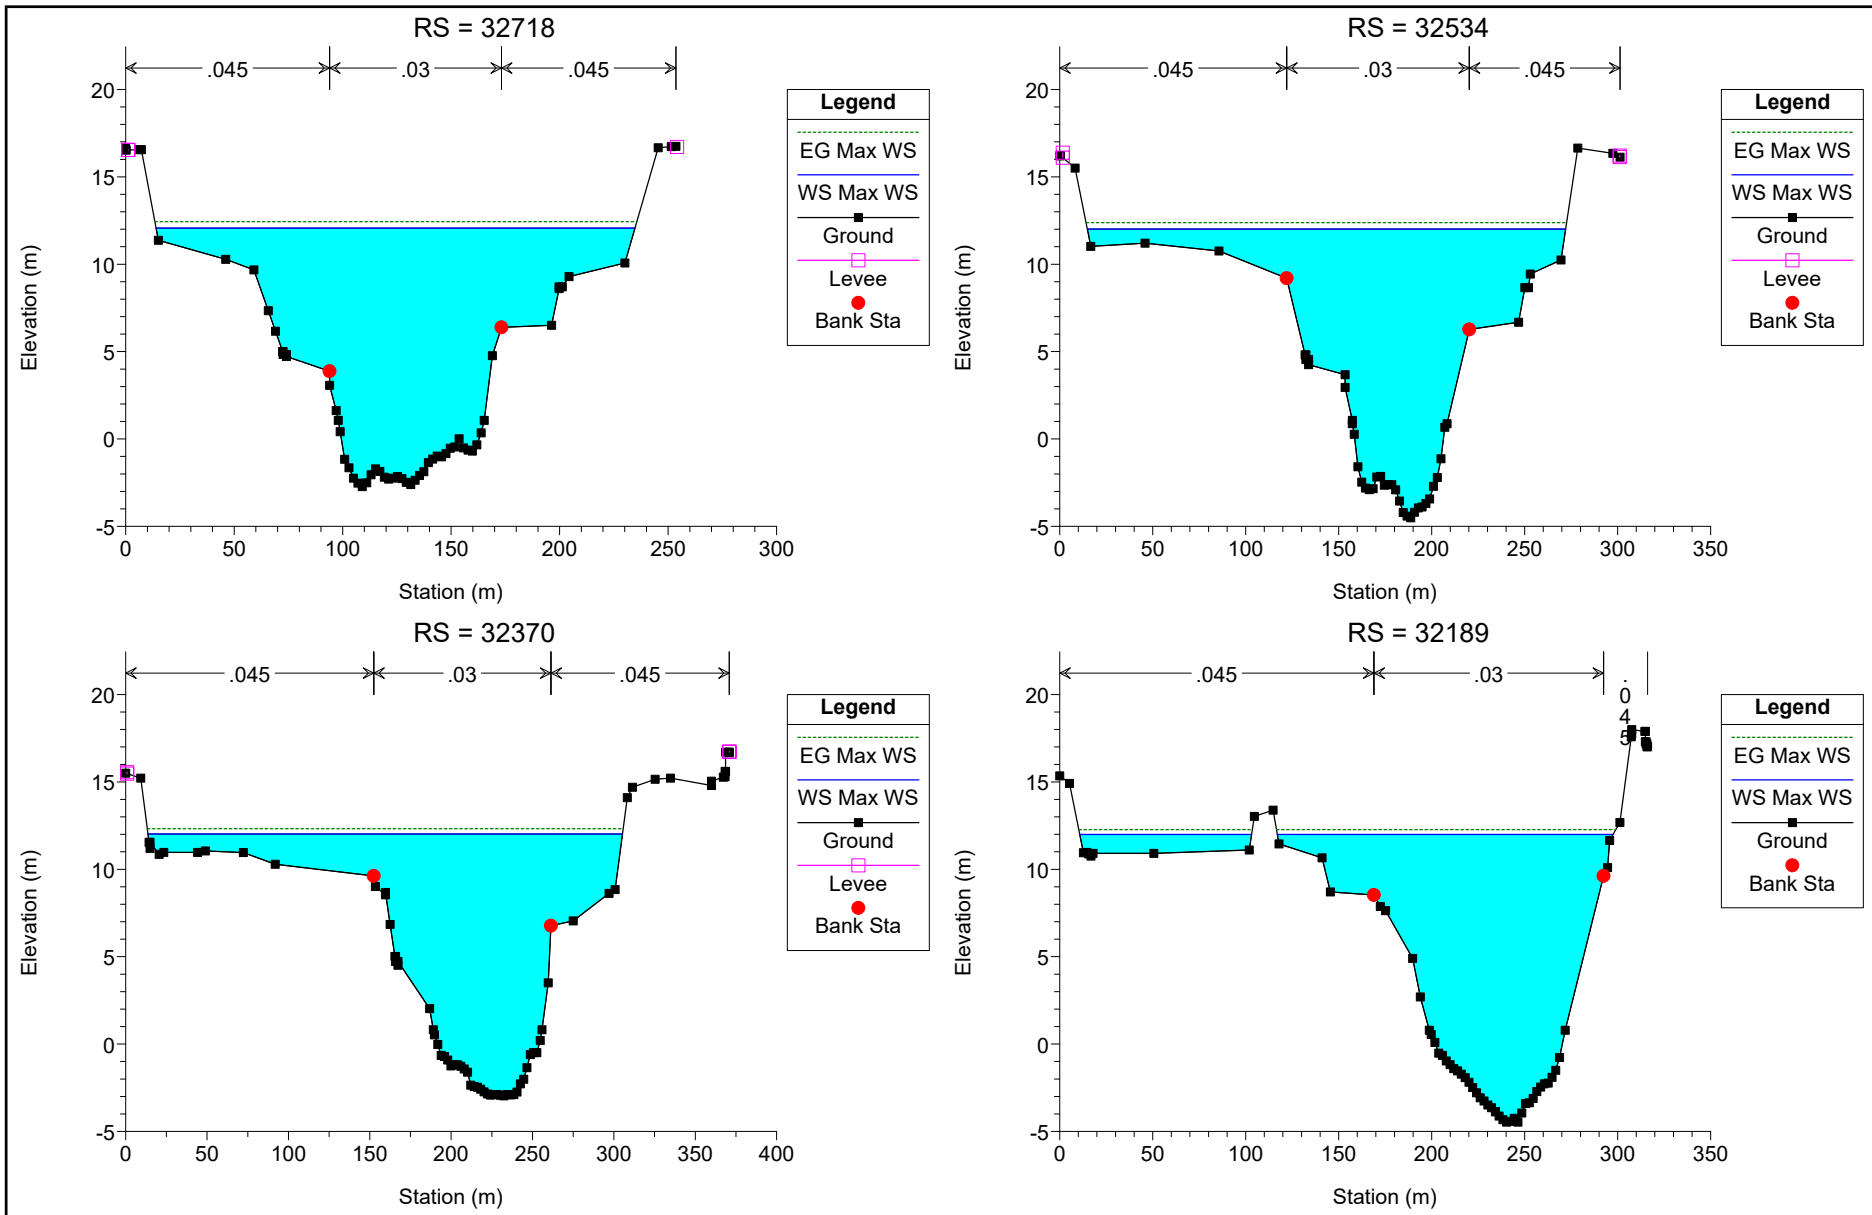 RS = 32718
.045
.03
.045
20
15
10
5
0
-5
0
50
100
150
200
250
300
Elevation (m)
Station (m)
Legend
EG Max WS
WS Max WS
Ground
Levee
Bank Sta
RS = 32534
.045
.03
.045
20
15
10
5
0
-5
0
50
100
150
200
250
300
350
Elevation (m)
Station (m)
Legend
EG Max WS
WS Max WS
Ground
Levee
Bank Sta
RS = 32370
.045
.03
.045
20
15
10
5
0
-5
0
50
100
150
200
250
300
350
400
Elevation (m)
Station (m)
Legend
EG Max WS
WS Max WS
Ground
Levee
Bank Sta
RS = 32189
.045
.03
.045
20
15
10
5
0
-5
0
50
100
150
200
250
300
350
Elevation (m)
Station (m)
Legend
EG Max WS
WS Max WS
Ground
Bank Sta